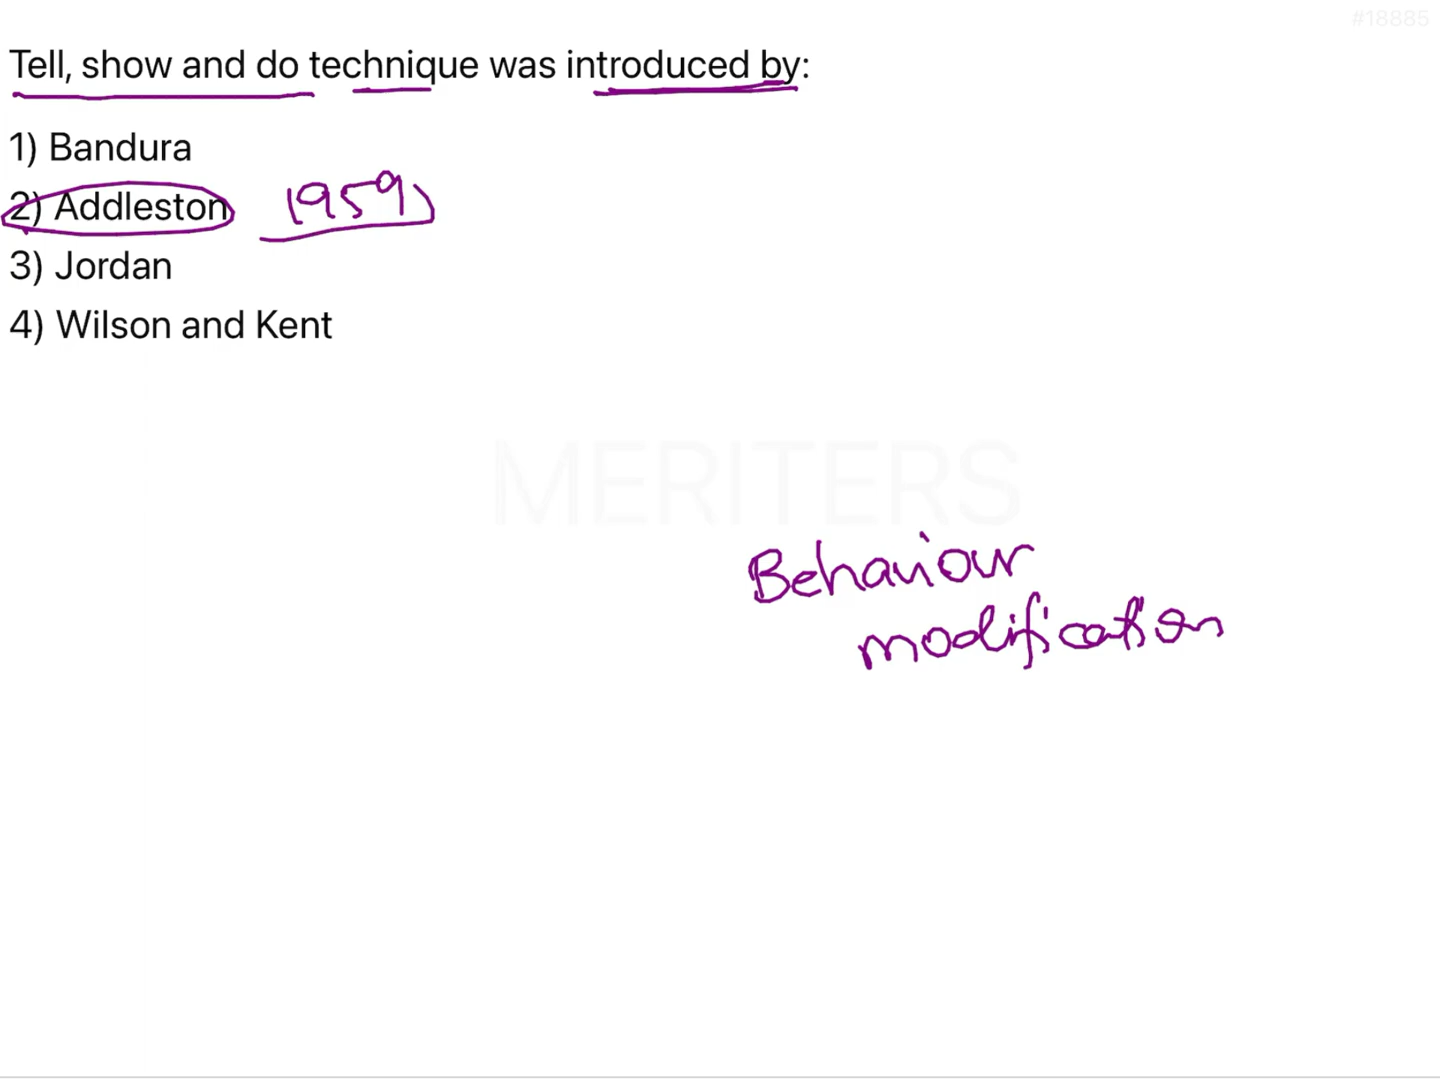 #18885
Tell, show and do technique was introduced by:
1) Bandura
2) Addleston 1959)
3) Jordan
4) Wilson and Kent
MERITERS
Behaviour
modification